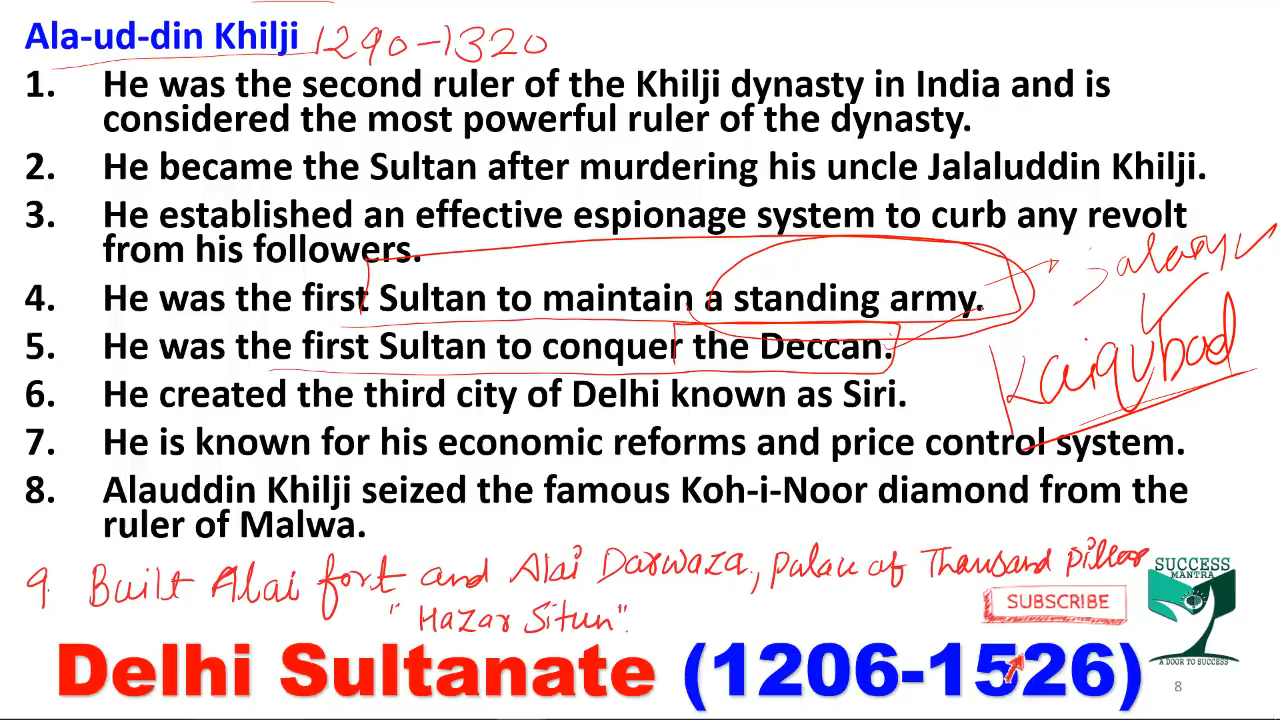 Ala-ud-din Khilji 1290-1320
1. He was the second ruler of the Khilji dynasty in India and is
considered the most powerful ruler of the dynasty.
2. He became the Sultan after murdering his uncle Jalaluddin Khilji.
3. He established an effective espionage system to curb any revolt
from his followers.
salary
4. He was the first Sultan to maintain a standing army.
5. He was the first Sultan to conquer the Deccan.
Kaiqubad
6. He created the third city of Delhi known as Siri.
7. He is known for his economic reforms and price control system.
8. Alauddin Khilji seized the famous Koh-i-Noor diamond from the
ruler of Malwa.
9. Built Alai fort and Alai Darwaza, Palace of Thousand Pillar
"Hazar Situn".
SUCCESS
MANTRA
A DOOR TO SUCCESS
SUBSCRIBE
Delhi Sultanate (1206-1526)
8